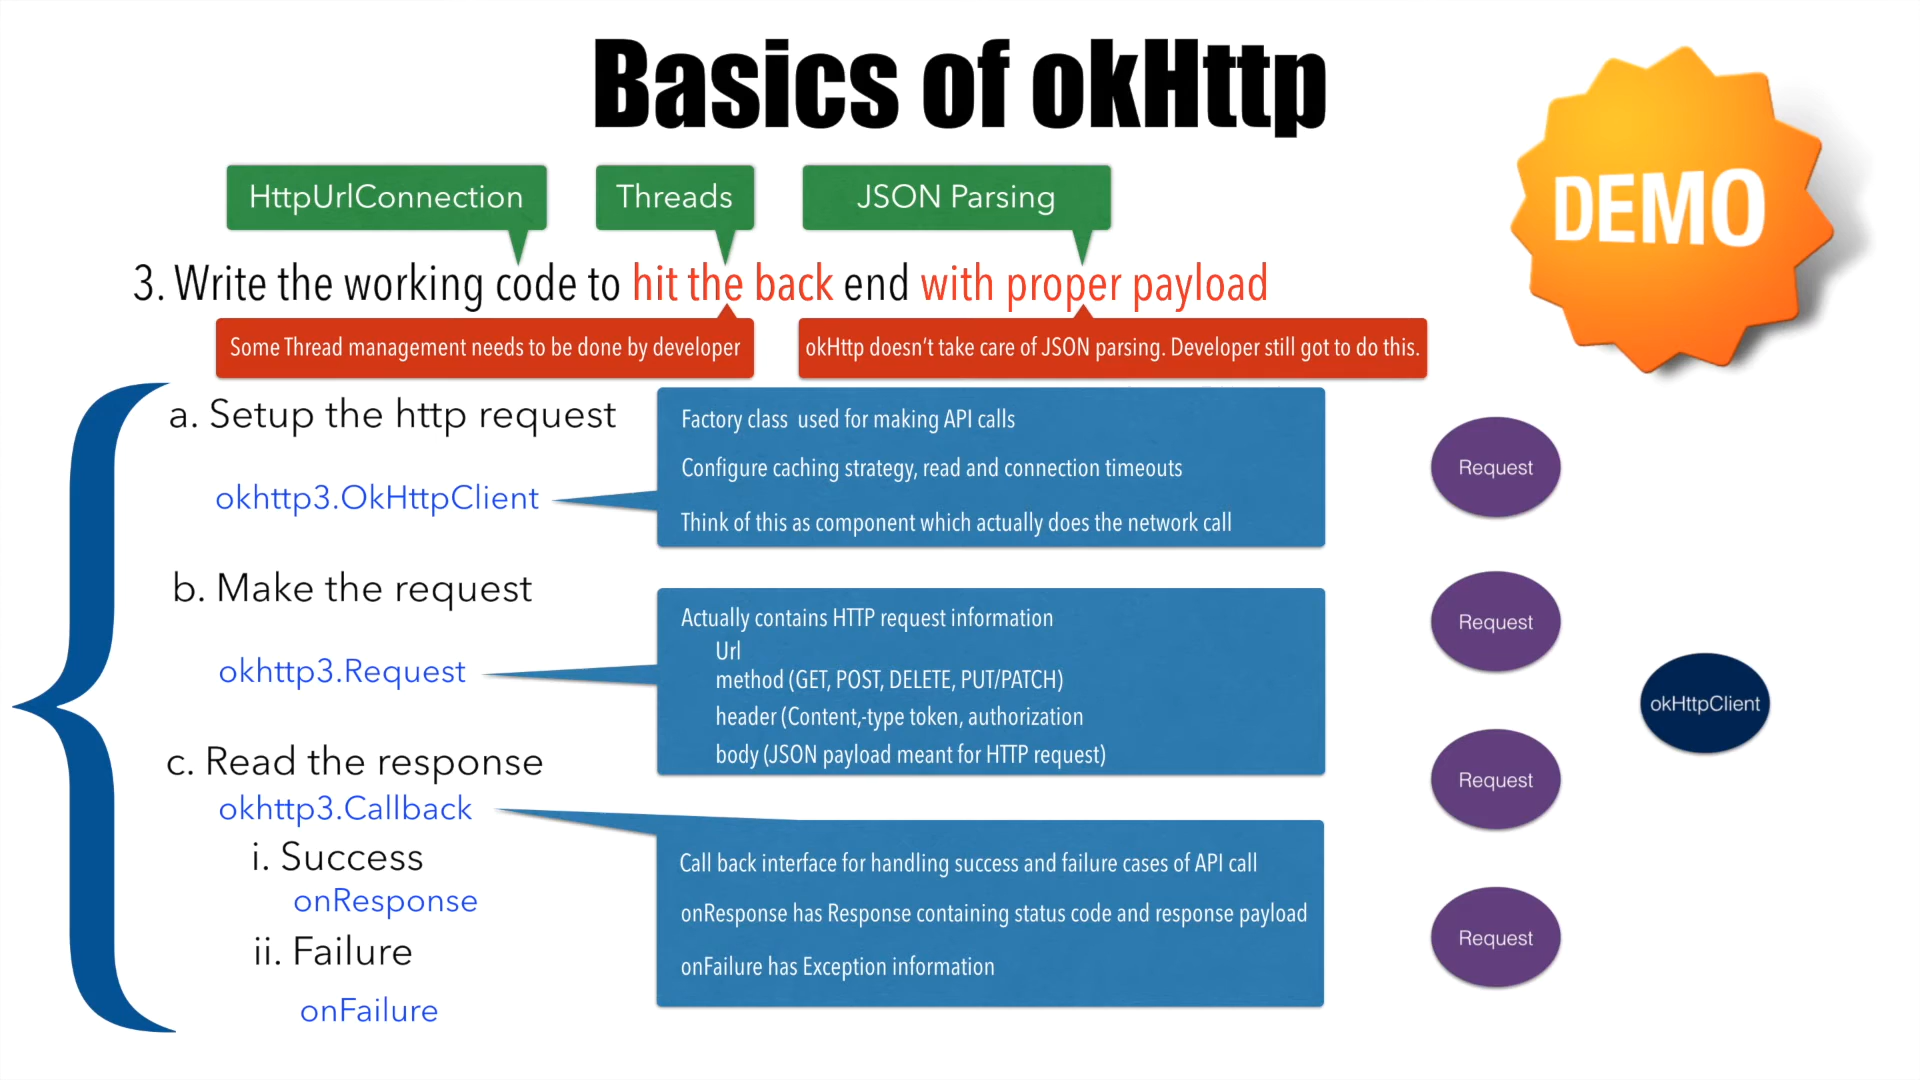 Basics of okHttp
DEMO
HttpUrlConnection
Threads
JSON Parsing
3. Write the working code to hit the back end with proper payload
Some Thread management needs to be done by developer
okHttp doesn't take care of JSON parsing. Developer still got to do this.
a. Setup the http request
okhttp3.OkHttpClient
Factory class used for making API calls
Configure caching strategy, read and connection timeouts
Think of this as component which actually does the network call
b. Make the request
okhttp3.Request
Actually contains HTTP request information
Url
method (GET, POST, DELETE, PUT/PATCH)
header (Content,-type token, authorization
body (JSON payload meant for HTTP request)
c. Read the response
okhttp3.Callback
i. Success
onResponse
ii. Failure
onFailure
Call back interface for handling success and failure cases of API call
onResponse has Response containing status code and response payload
onFailure has Exception information
Request
Request
Request
Request
okHttpClient